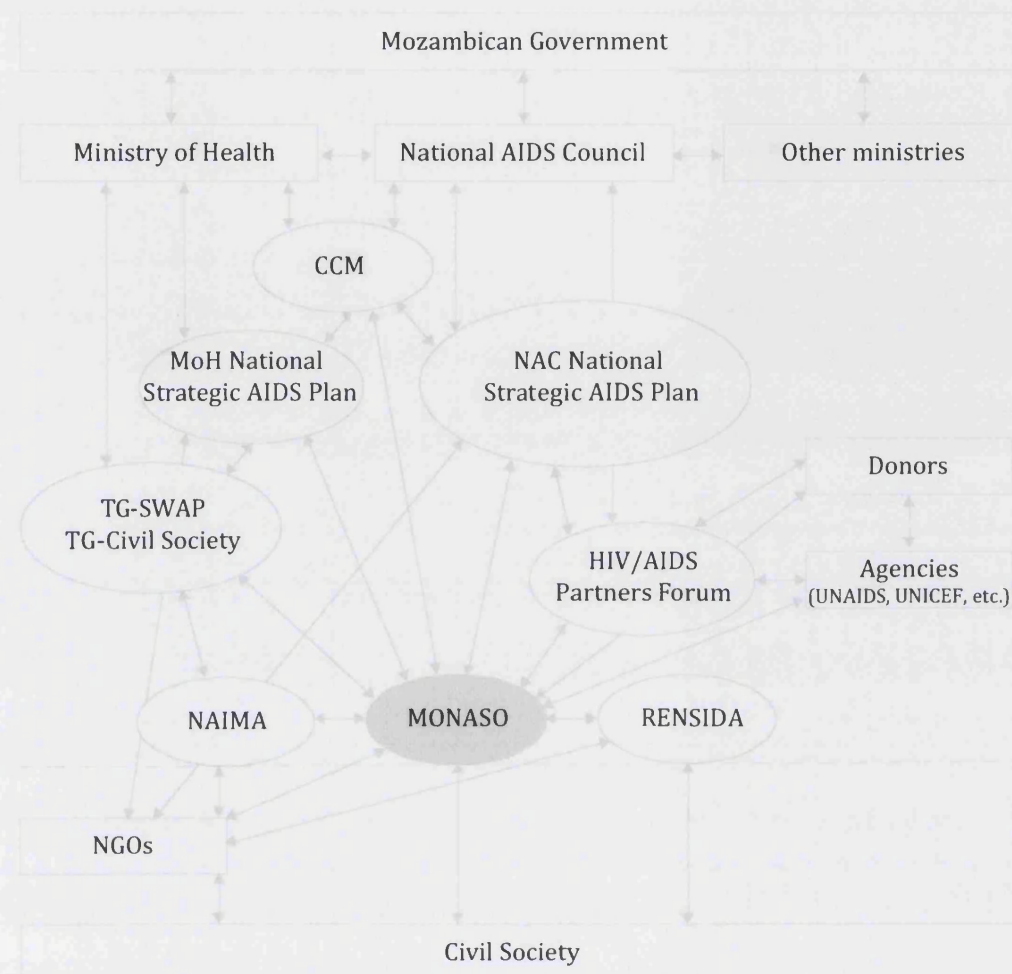 Mozambican Government
Ministry of Health
National AIDS Council
Other ministries
CCM
MoH National
Strategic AIDS Plan
NAC National
Strategic AIDS Plan
Donors
TG-SWAP
TG-Civil Society
HIV/AIDS
Partners Forum
Agencies
(UNAIDS, UNICEF, etc.)
NAIMA
MONASO
RENSIDA
NGOs
Civil Society